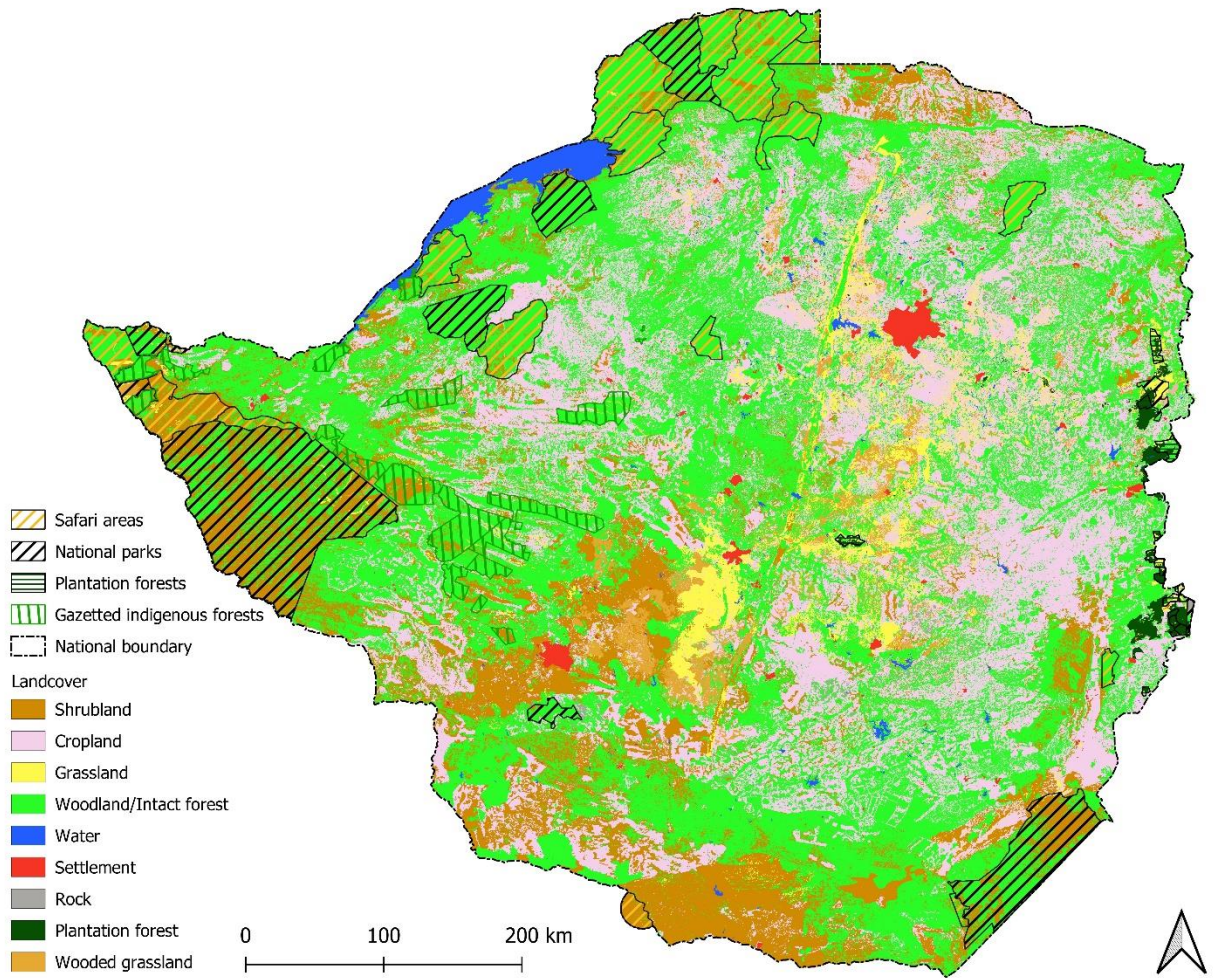 Safari areas
National parks
Plantation forests
Gazetted indigenous forests
National boundary
Landcover
Shrubland
Cropland
Grassland
Woodland/Intact forest
Water
Settlement
Rock
Plantation forest
Wooded grassland
0 100 200 km